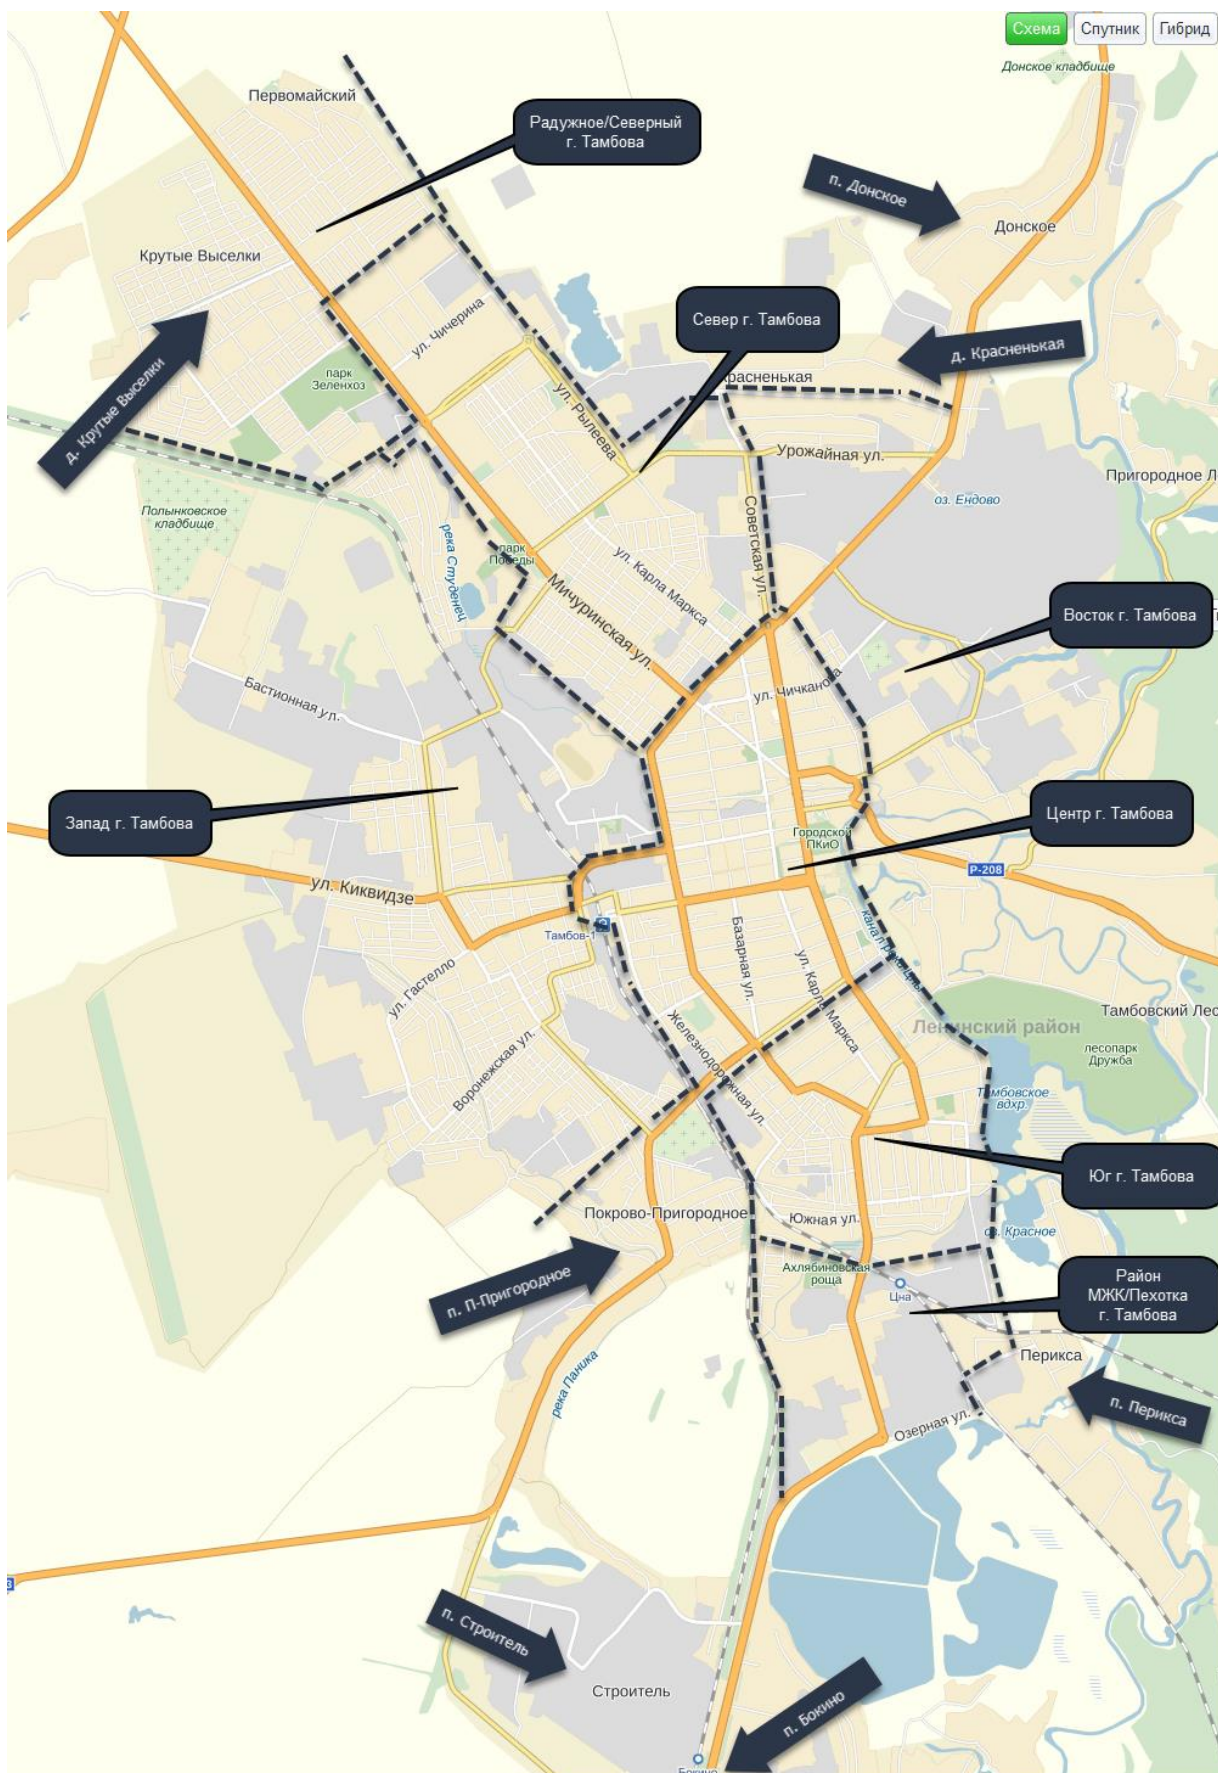 Схема
Спутник
Гибрид
Донское кладбище
Первомайский
Радужное/Северный
г. Тамбова
п. Донское
Донское
Крутые Выселки
ул. Чичерина
Север г. Тамбова
д. Красненькая
д. Крутые Выселки
парк
Зеленхоз
ул. Рылеева
Урожайная ул.
Пригородное Л
оз. Ендово
Полынковское
кладбище
река Студенец
парк
Победы
Советская ул.
ул. Карла Маркса
Мичуринская ул.
Восток г. Тамбова
Бастионная ул.
ул. Чичканова
Запад г. Тамбова
Центр г. Тамбова
Городской
ПКиО
Р-208
ул. Киквидзе
Тамбов-1
Базарная ул.
канал реки Цны
ул. Гастелло
ул. Карла Маркса
Тамбовский Лес
Ленинский район
лесопарк
Дружба
Железнодорожная ул.
Воронежская ул.
Тамбовское
вдхр.
Юг г. Тамбова
Покрово-Пригородное
Южная ул.
оз. Красное
п. П-Пригородное
Ахлябиновская
роща
Цна
Район
МЖК/Пехотка
г. Тамбова
Перикса
река Паника
п. Перикса
Озерная ул.
п. Строитель
Строитель
п. Бокино
Бокино